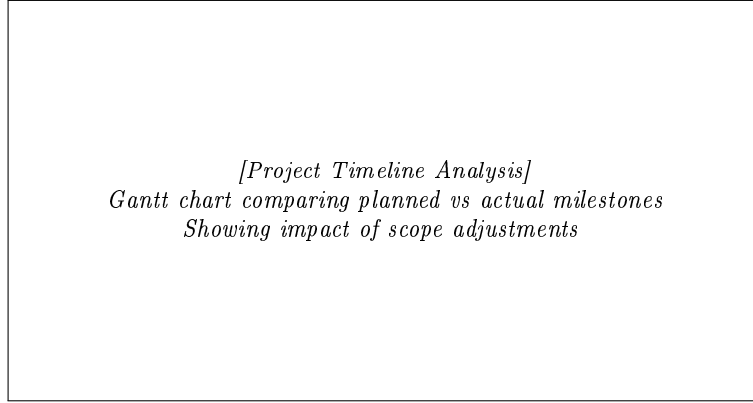 [Project Timeline Analysis]
Gantt chart comparing planned vs actual milestones
Showing impact of scope adjustments